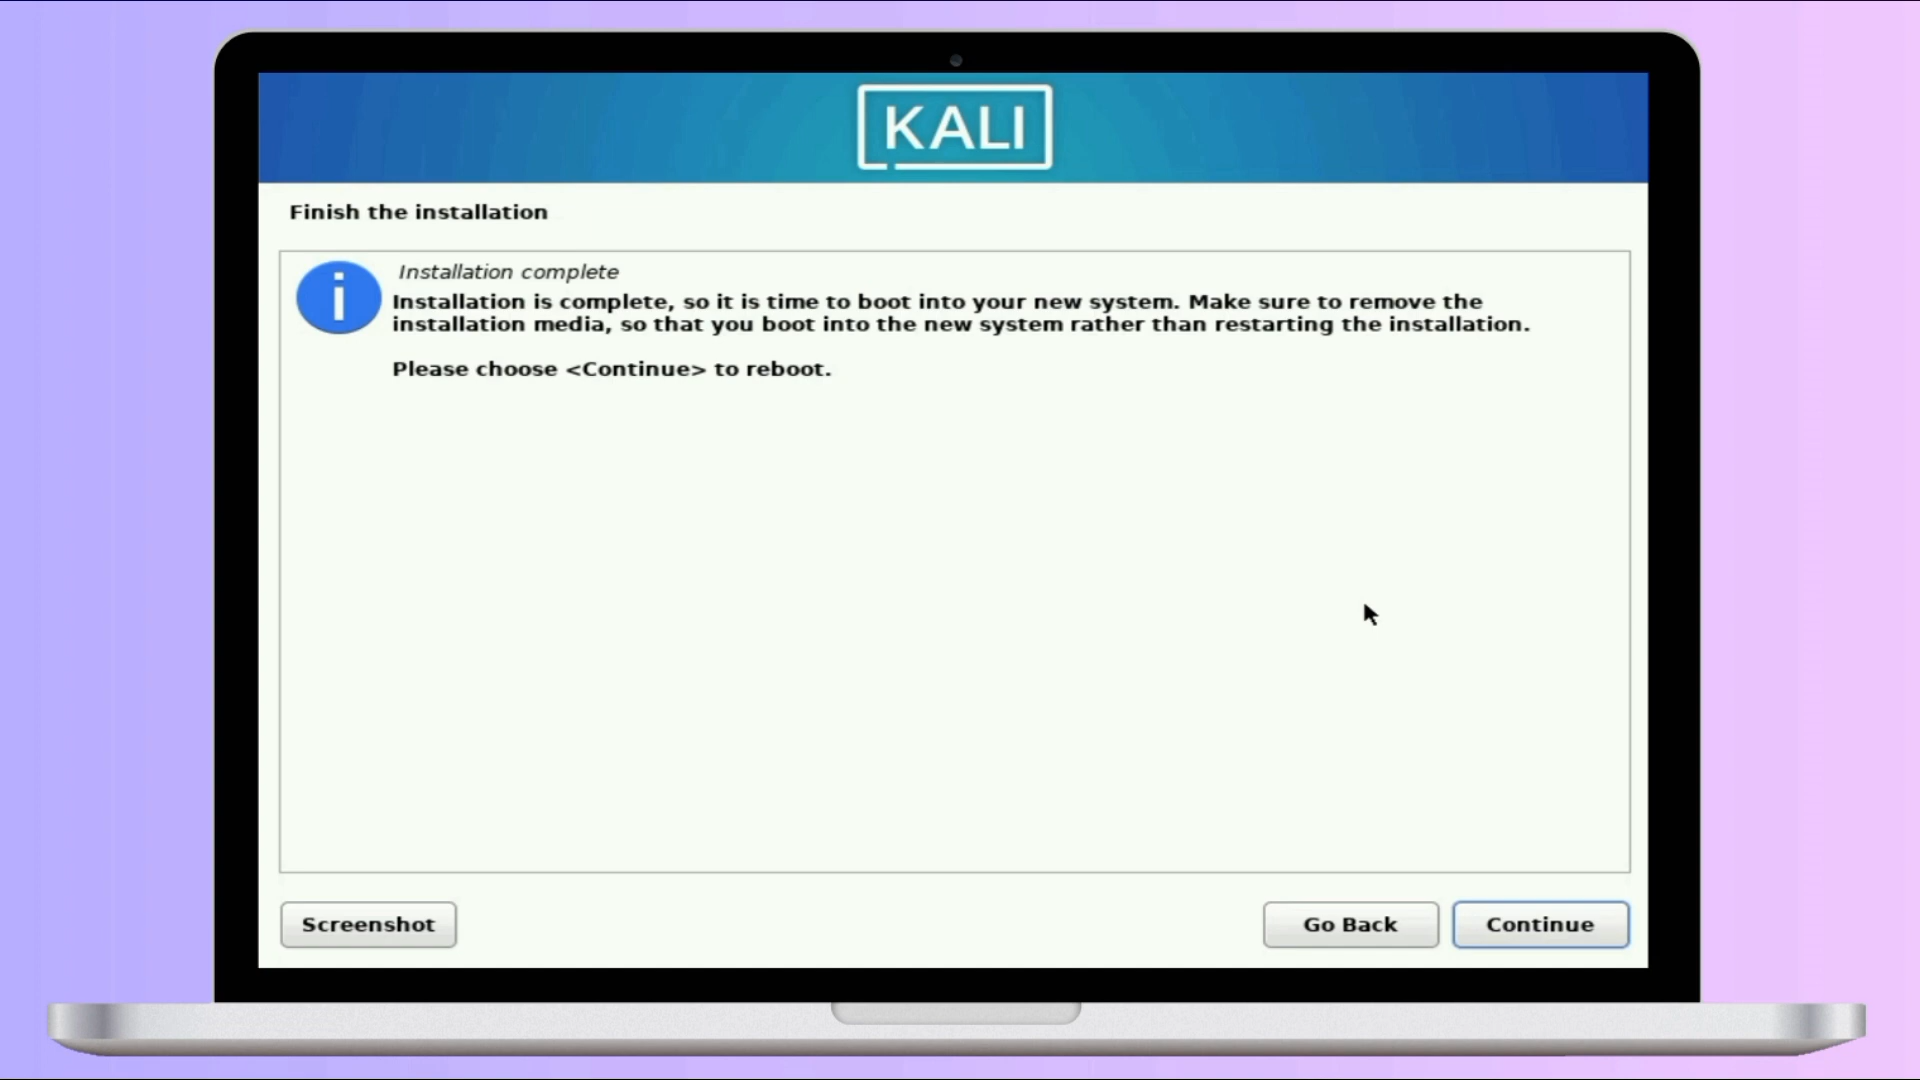 KALI
Finish the installation
i
Installation complete
Installation is complete, so it is time to boot into your new system. Make sure to remove the
installation media, so that you boot into the new system rather than restarting the installation.
Please choose <Continue> to reboot.
Screenshot
Go Back
Continue